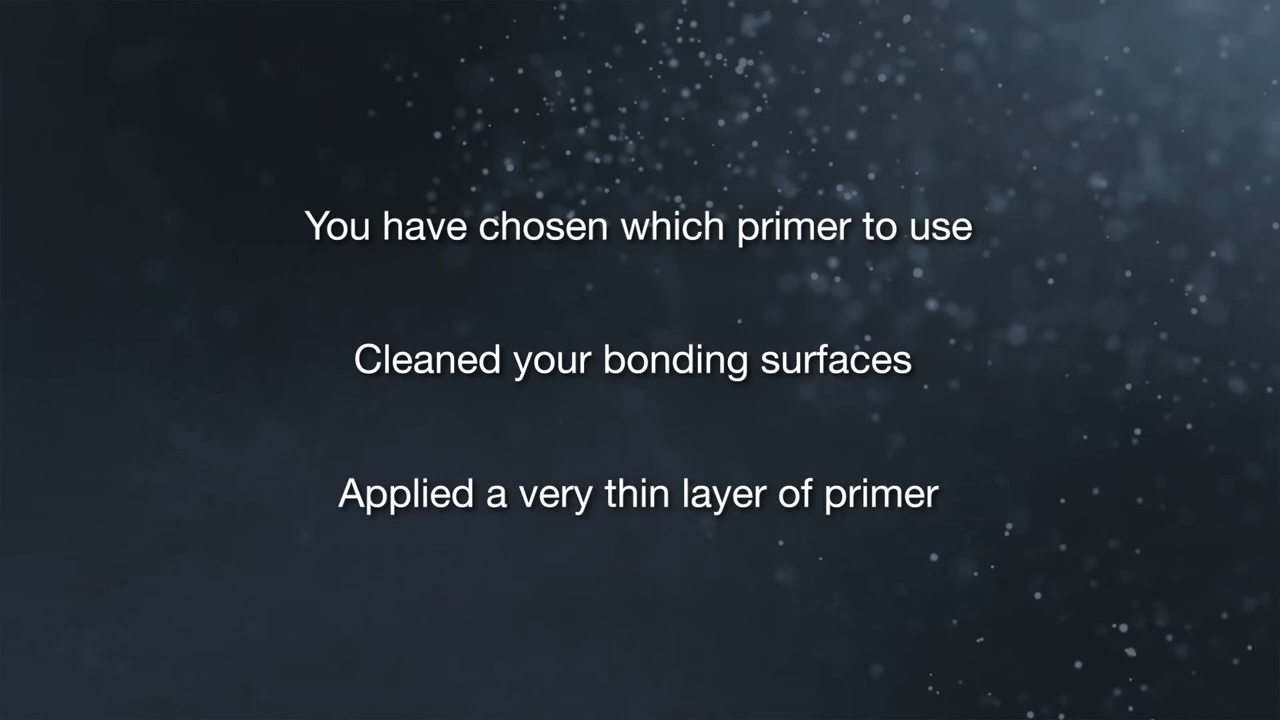 You have chosen which primer to use
Cleaned your bonding surfaces
Applied a very thin layer of primer